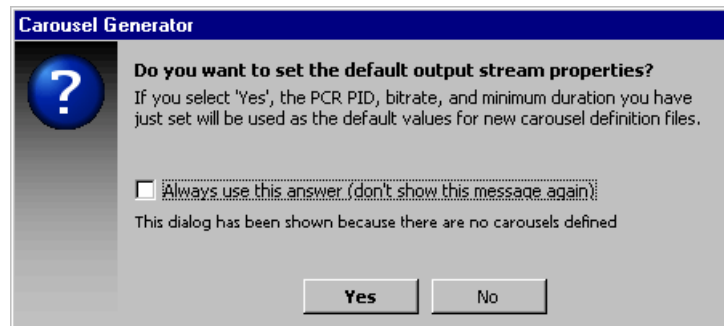 Carousel Generator
?
Do you want to set the default output stream properties?
If you select 'Yes', the PCR PID, bitrate, and minimum duration you have
just set will be used as the default values for new carousel definition files.
Always use this answer (don't show this message again)
This dialog has been shown because there are no carousels defined
Yes
No